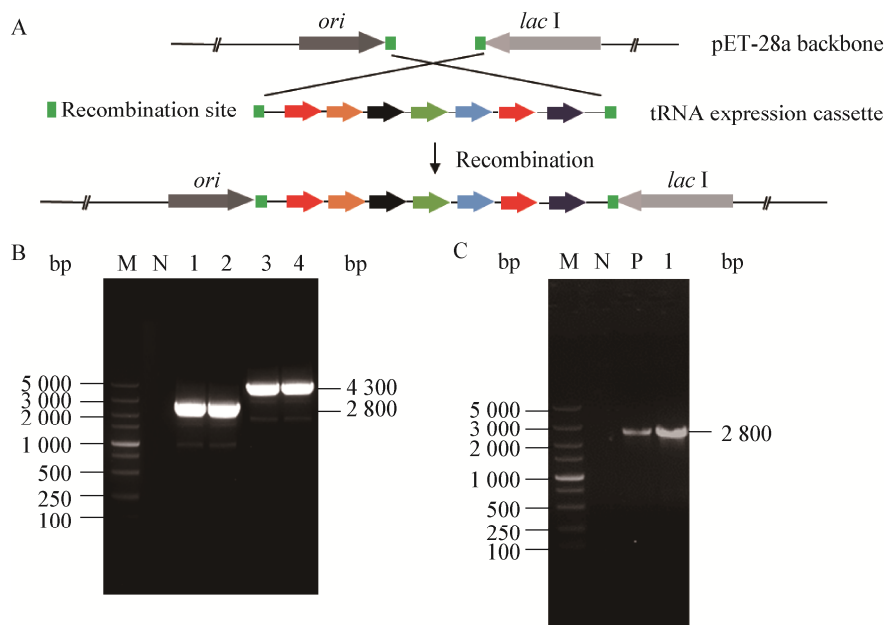 A
ori
lac I
pET-28a backbone
Recombination site
tRNA expression cassette
Recombination
ori
lac I
B
bp
M N 1 2 3 4
bp
5 000
3 000
2 000
1 000
500
250
100
4 300
2 800
C
bp
M N P 1
bp
5 000
3 000
2 000
1 000
500
250
100
2 800